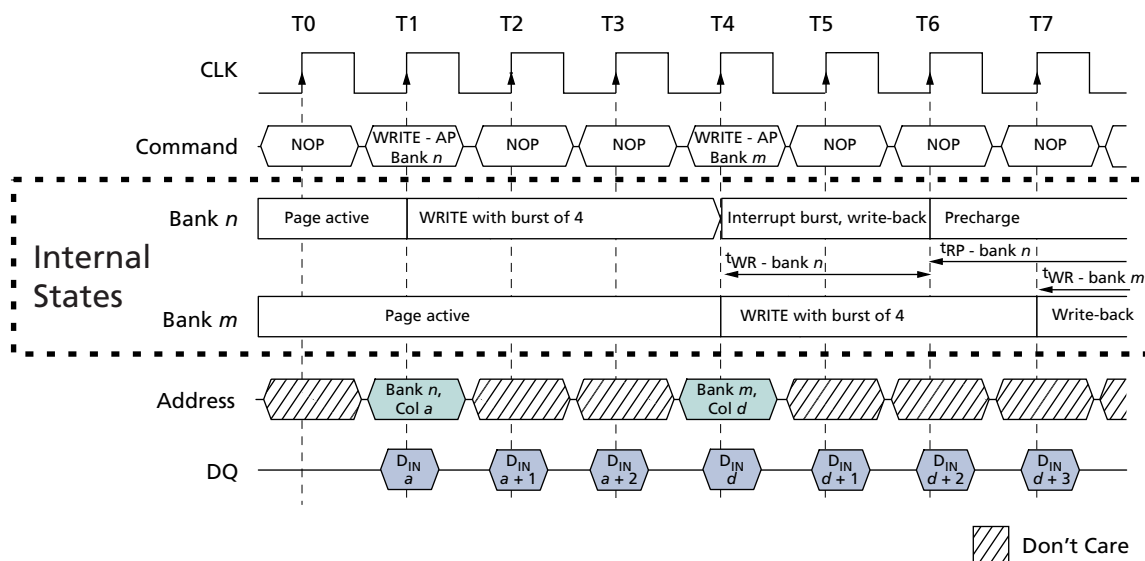 T0 T1 T2 T3 T4 T5 T6 T7
CLK
Command NOP WRITE - AP Bank n NOP NOP WRITE - AP Bank m NOP NOP NOP
Internal States
Bank n Page active WRITE with burst of 4 Interrupt burst, write-back Precharge
tWR - bank n tRP - bank n
tWR - bank m
Bank m Page active WRITE with burst of 4 Write-back
Address Bank n, Col a Bank m, Col d
DQ DIN a DIN a + 1 DIN a + 2 DIN d DIN d + 1 DIN d + 2 DIN d + 3
Don't Care